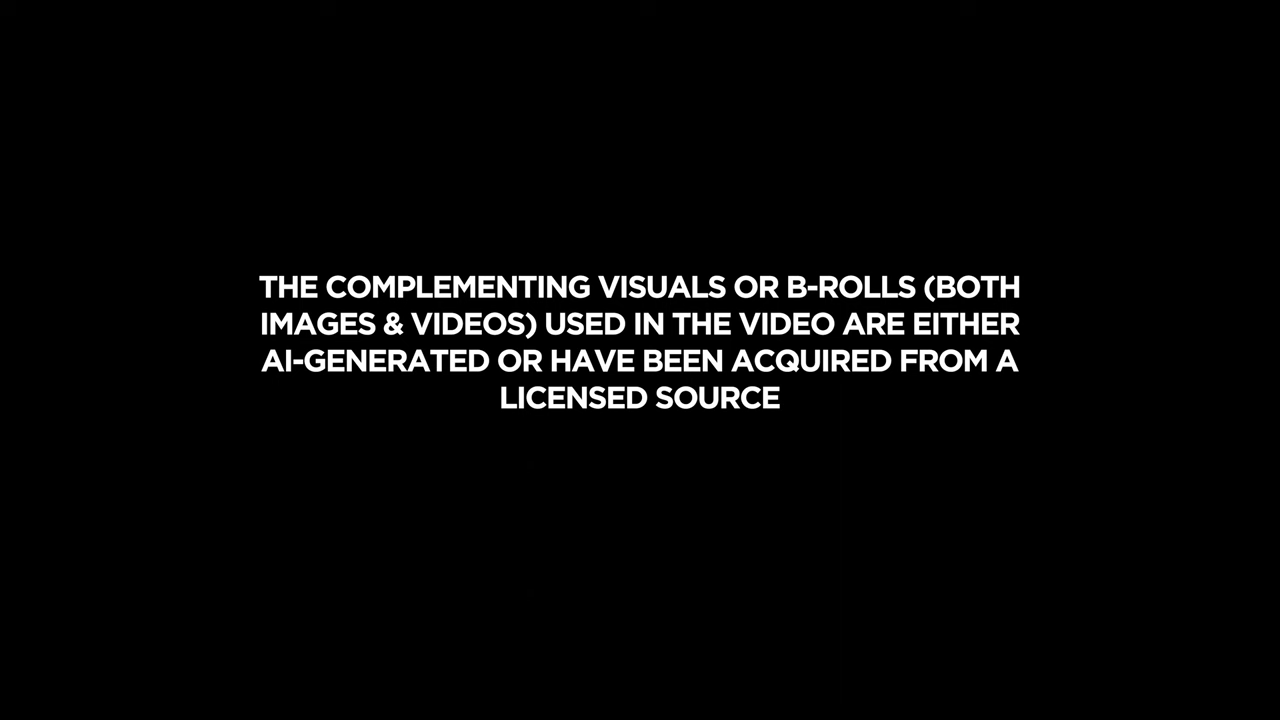 THE COMPLEMENTING VISUALS OR B-ROLLS (BOTH
IMAGES & VIDEOS) USED IN THE VIDEO ARE EITHER
AI-GENERATED OR HAVE BEEN ACQUIRED FROM A
LICENSED SOURCE